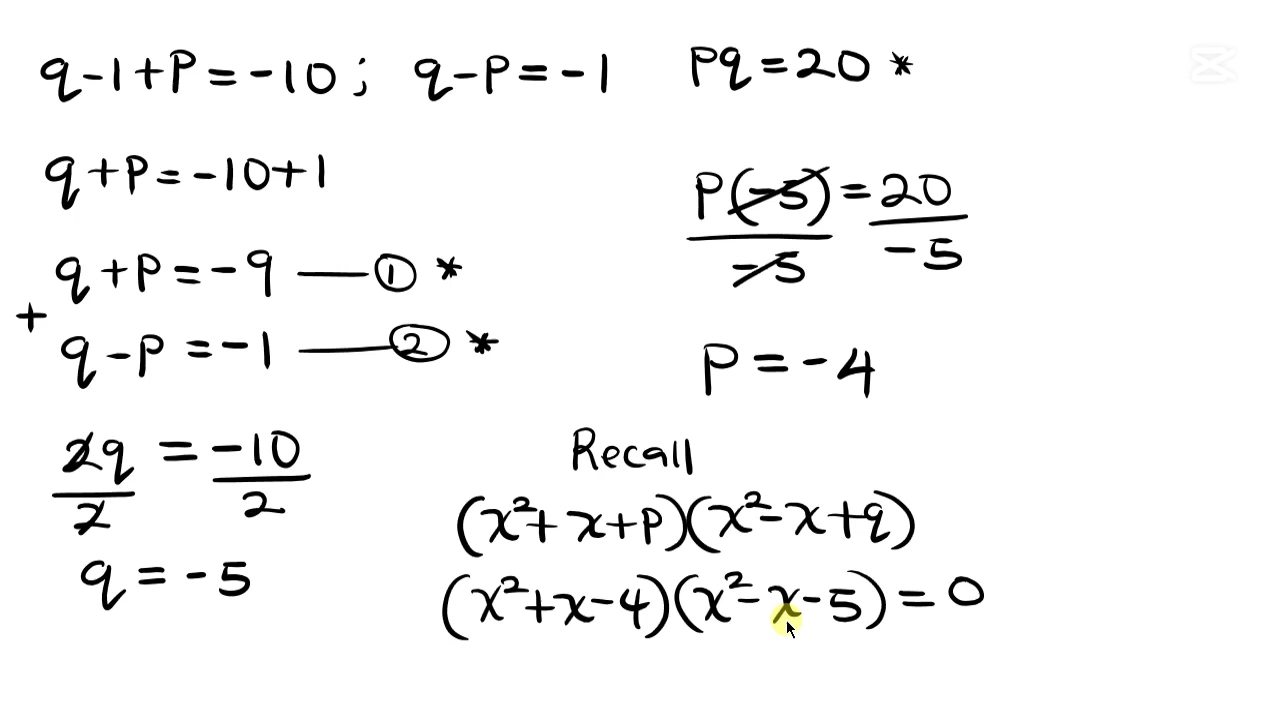 q-1+P=-10; q-P=-1
q+P=-10+1
q+P=-9 —① *
+
q-P=-1 —② *
2q/2 = -10/2
q=-5
Pq=20 *
P(-5)/-5 = 20/-5
P=-4
Recall
(x²+x+P)(x²-x+q)
(x²+x-4)(x²-x-5)=0